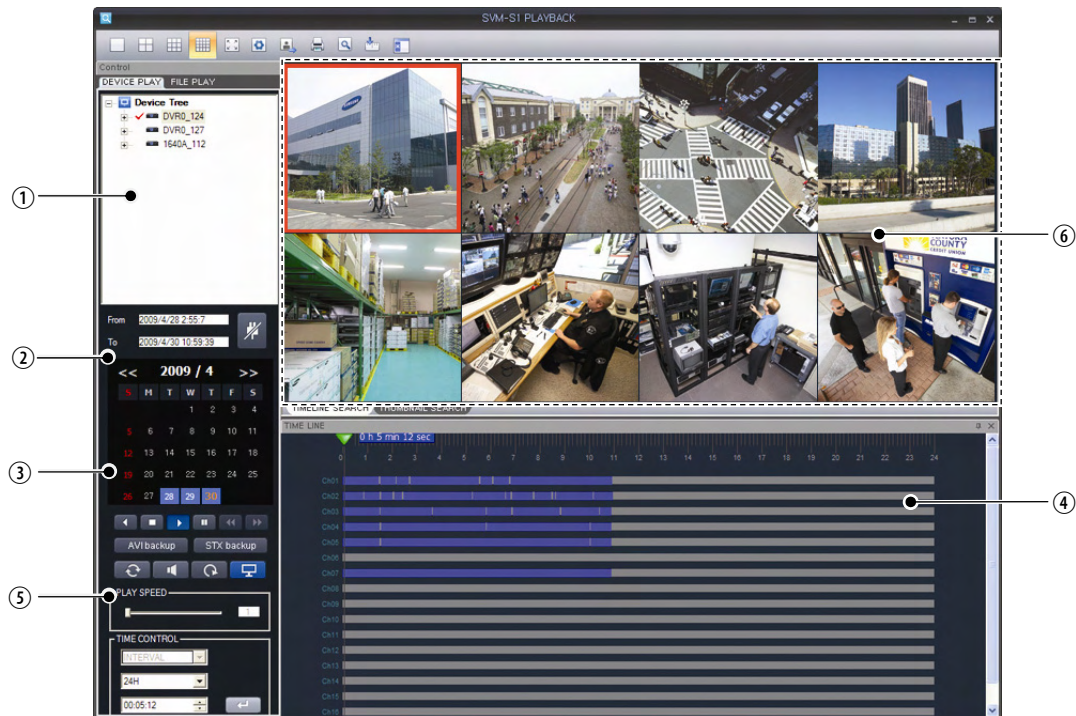 SVM-S1 PLAYBACK
Control
DEVICE PLAY FILE PLAY
Device Tree
DVR0_124
DVR0_127
1640A_112
①
From 2009/4/28 2:55:7
To 2009/4/30 10:59:39
②
<< 2009 / 4 >>
S M T W T F S
1 2 3 4
5 6 7 8 9 10 11
12 13 14 15 16 17 18
③
19 20 21 22 23 24 25
26 27 28 29 30
AVI backup STX backup
⑤
PLAY SPEED
1
TIME CONTROL
INTERVAL
24H
00:05:12
SAMSUNG
COUNTY
CREDIT UNION
⑥
TIMELINE SEARCH THUMBNAIL SEARCH
TIME LINE
0 h 5 min 12 sec
0 1 2 3 4 5 6 7 8 9 10 11 12 13 14 15 16 17 18 19 20 21 22 23 24
Ch01
Ch02
④
Ch03
Ch04
Ch05
Ch06
Ch07
Ch08
Ch09
Ch10
Ch11
Ch12
Ch13
Ch14
Ch15
Ch16